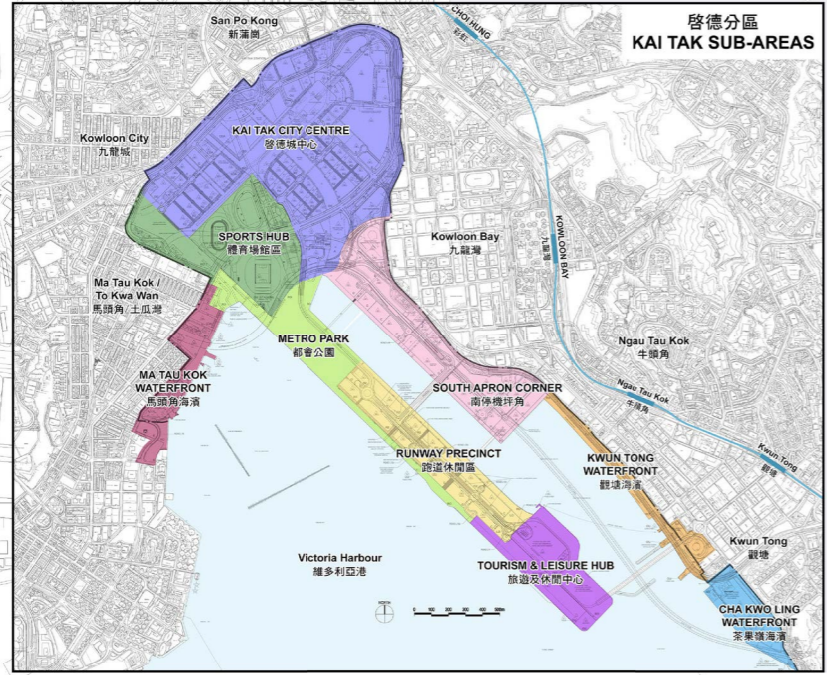 啓德分區
KAI TAK SUB-AREAS
San Po Kong
新蒲崗
CHOI HUNG
彩虹
Kowloon City
九龍城
KAI TAK CITY CENTRE
啓德城中心
SPORTS HUB
體育場館區
Kowloon Bay
九龍灣
KOWLOON BAY
九龍灣
Ma Tau Kok /
To Kwa Wan
馬頭角/土瓜灣
METRO PARK
都會公園
Ngau Tau Kok
牛頭角
MA TAU KOK
WATERFRONT
馬頭角海濱
SOUTH APRON CORNER
南停機坪角
Ngau Tau Kok
牛頭角
RUNWAY PRECINCT
跑道休閒區
KWUN TONG
WATERFRONT
觀塘海濱
Kwun Tong
觀塘
Victoria Harbour
維多利亞港
TOURISM & LEISURE HUB
旅遊及休閒中心
Kwun Tong
觀塘
CHA KWO LING
WATERFRONT
茶果嶺海濱
NORTH
0 100 200 300 400 500m